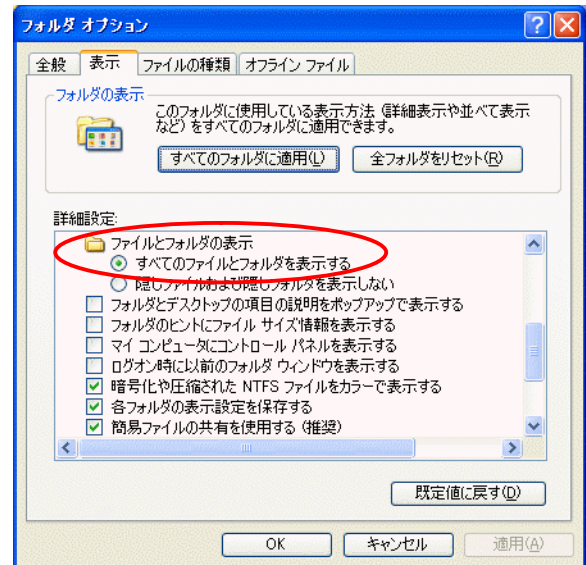 フォルダ オプション
全般 表示 ファイルの種類 オフライン ファイル
フォルダの表示
このフォルダに使用している表示方法 (詳細表示や並べて表示
など) をすべてのフォルダに適用できます。
すべてのフォルダに適用(L) 全フォルダをリセット(R)
詳細設定:
ファイルとフォルダの表示
すべてのファイルとフォルダを表示する
隠しファイルおよび隠しフォルダを表示しない
フォルダとデスクトップの項目の説明をポップアップで表示する
フォルダのヒントにファイル サイズ情報を表示する
マイ コンピュータにコントロール パネルを表示する
ログオン時に以前のフォルダ ウィンドウを表示する
暗号化や圧縮された NTFS ファイルをカラーで表示する
各フォルダの表示設定を保存する
簡易ファイルの共有を使用する (推奨)
既定値に戻す(D)
OK キャンセル 適用(A)